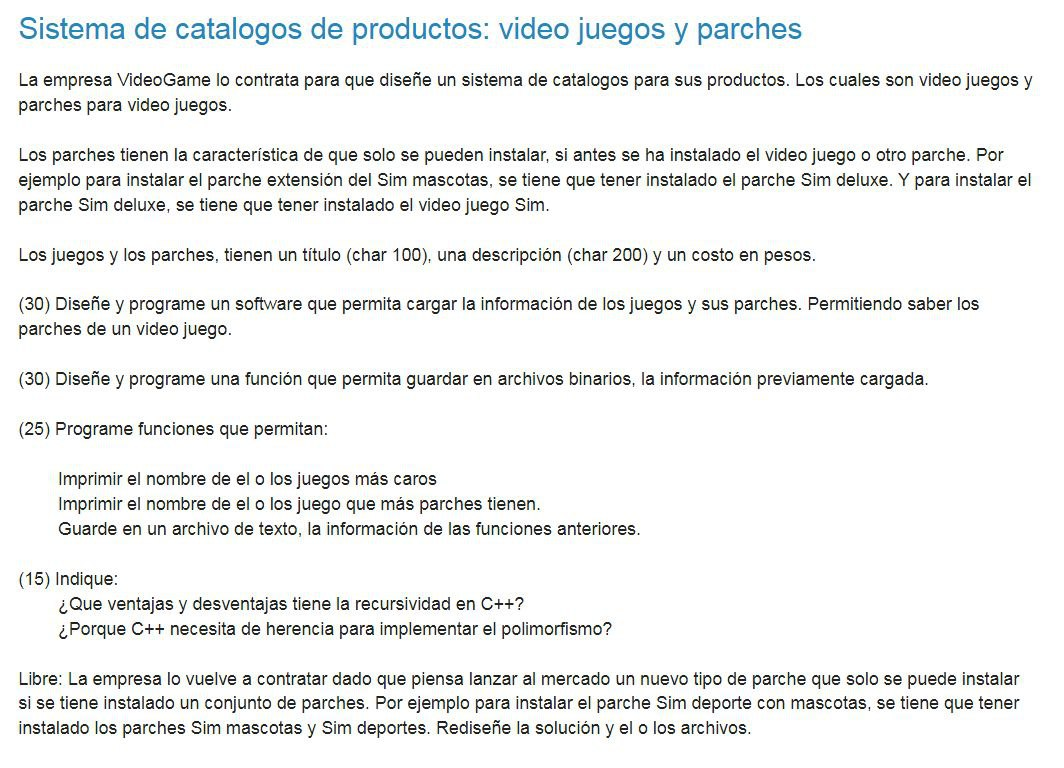 Sistema de catalogos de productos: video juegos y parches
La empresa VideoGame lo contrata para que diseñe un sistema de catalogos para sus productos. Los cuales son video juegos y
parches para video juegos.
Los parches tienen la característica de que solo se pueden instalar, si antes se ha instalado el video juego o otro parche. Por
ejemplo para instalar el parche extensión del Sim mascotas, se tiene que tener instalado el parche Sim deluxe. Y para instalar el
parche Sim deluxe, se tiene que tener instalado el video juego Sim.
Los juegos y los parches, tienen un título (char 100), una descripción (char 200) y un costo en pesos.
(30) Diseñe y programe un software que permita cargar la información de los juegos y sus parches. Permitiendo saber los
parches de un video juego.
(30) Diseñe y programe una función que permita guardar en archivos binarios, la información previamente cargada.
(25) Programe funciones que permitan:
Imprimir el nombre de el o los juegos más caros
Imprimir el nombre de el o los juego que más parches tienen.
Guarde en un archivo de texto, la información de las funciones anteriores.
(15) Indique:
¿Que ventajas y desventajas tiene la recursividad en C++?
¿Porque C++ necesita de herencia para implementar el polimorfismo?
Libre: La empresa lo vuelve a contratar dado que piensa lanzar al mercado un nuevo tipo de parche que solo se puede instalar
si se tiene instalado un conjunto de parches. Por ejemplo para instalar el parche Sim deporte con mascotas, se tiene que tener
instalado los parches Sim mascotas y Sim deportes. Rediseñe la solución y el o los archivos.